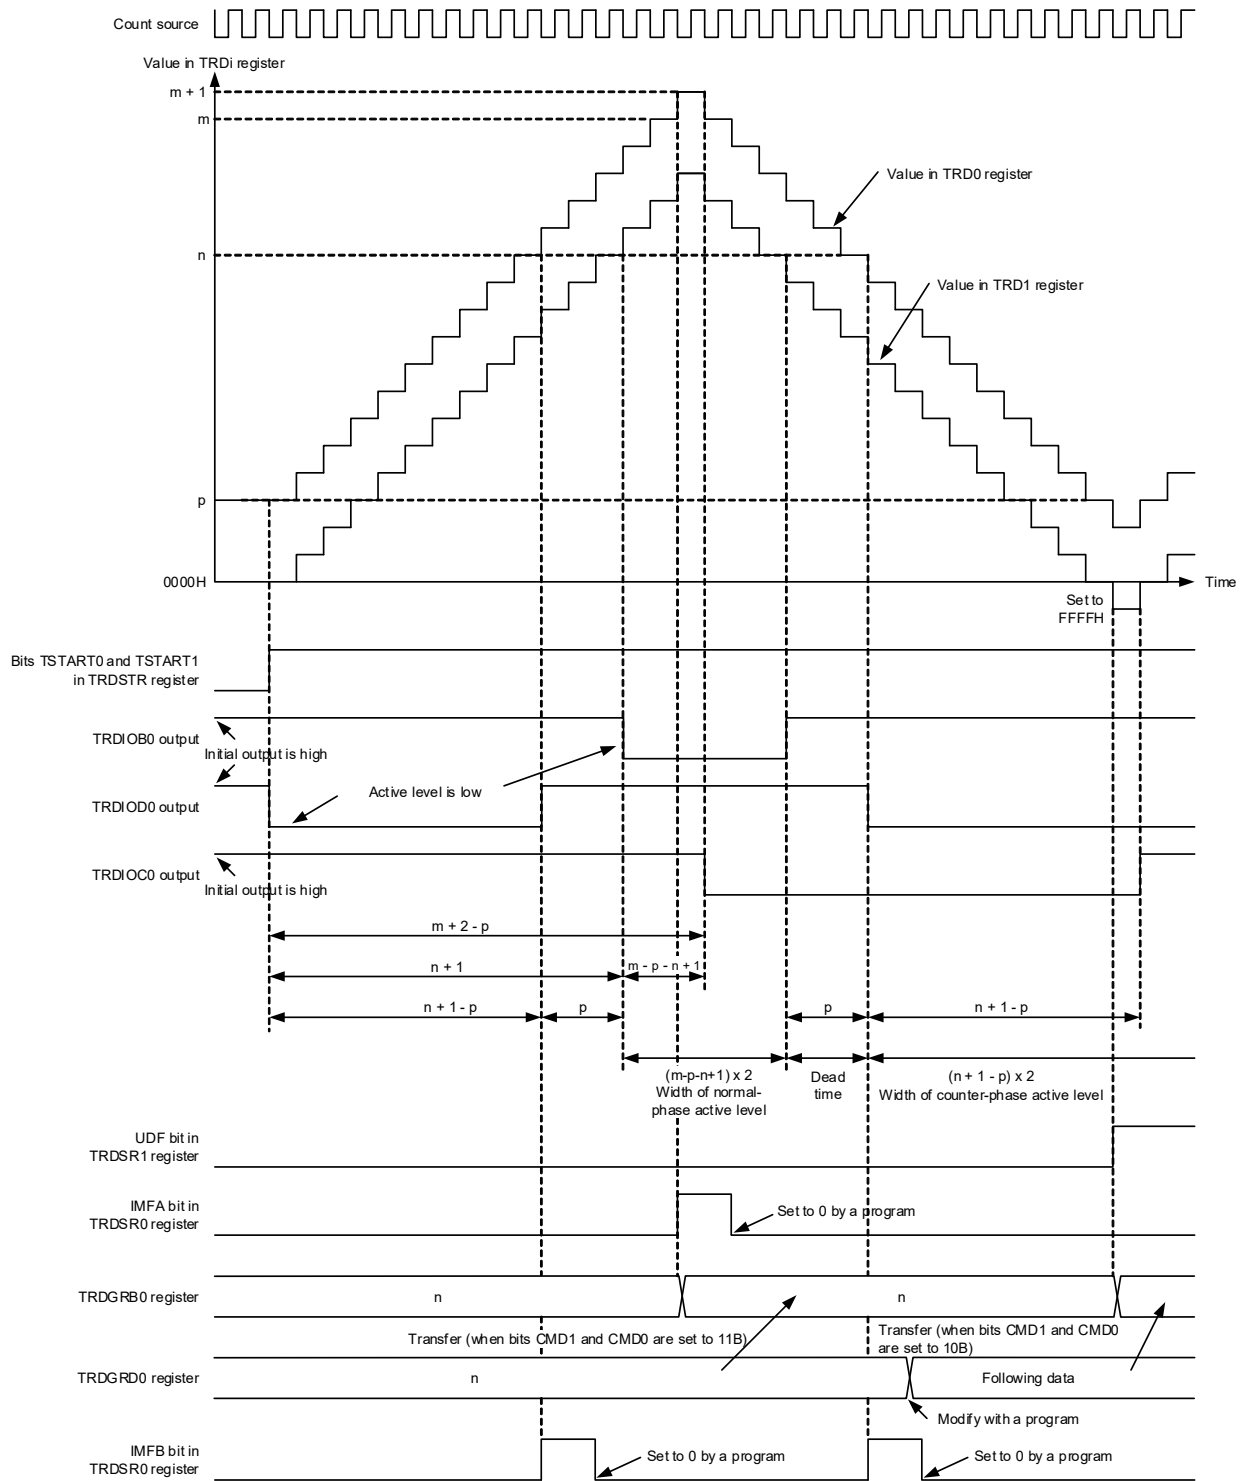 Count source
Value in TRDi register
m + 1
m
Value in TRD0 register
n
Value in TRD1 register
p
0000H
Time
Set to
FFFFH
Bits TSTART0 and TSTART1
in TRDSTR register
TRDIOB0 output
Initial output is high
Active level is low
TRDIOD0 output
TRDIOC0 output
Initial output is high
m + 2 - p
n + 1
m - p - n + 1
n + 1 - p
p
p
n + 1 - p
(m-p-n+1) x 2
Width of normal-
phase active level
Dead
time
(n + 1 - p) x 2
Width of counter-phase active level
UDF bit in
TRDSR1 register
IMFA bit in
TRDSR0 register
Set to 0 by a program
TRDGRB0 register
n
n
Transfer (when bits CMD1 and CMD0 are set to 11B)
Transfer (when bits CMD1 and CMD0
are set to 10B)
TRDGRD0 register
n
Following data
Modify with a program
IMFB bit in
TRDSR0 register
Set to 0 by a program
Set to 0 by a program